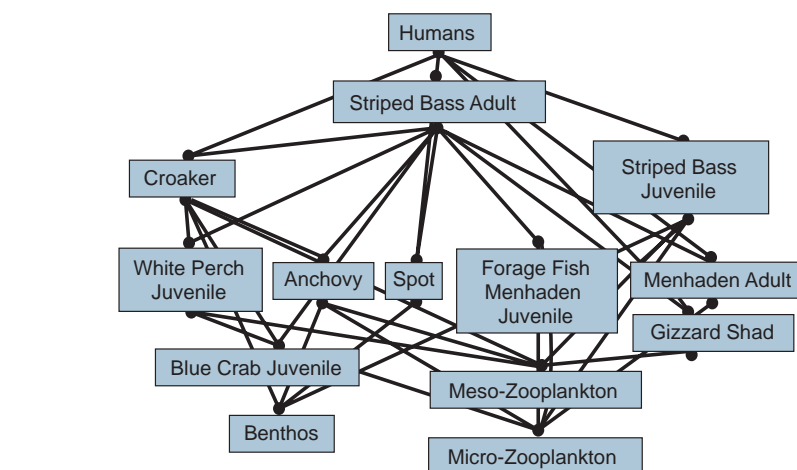 Humans
Striped Bass Adult
Croaker
Striped Bass
Juvenile
White Perch
Juvenile
Anchovy
Spot
Forage Fish
Menhaden
Juvenile
Menhaden Adult
Gizzard Shad
Blue Crab Juvenile
Meso-Zooplankton
Benthos
Micro-Zooplankton